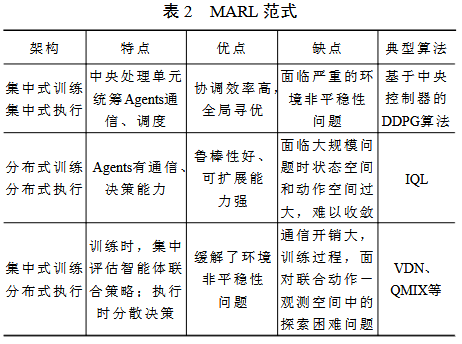 表 2 MARL 范式
架构 特点 优点 缺点 典型算法
集中式训练
集中式执行
中央处理单元
统筹Agents通
信、调度
协调效率高,
全局寻优
面临严重的环
境非平稳性
问题
基于中央
控制器的
DDPG算法
分布式训练
分布式执行
Agents有通信、
决策能力
鲁棒性好、
可扩展能
力强
面临大规模问
题时状态空间
和动作空间过
大，难以收敛
IQL
集中式训练
分布式执行
训练时，集中
评估智能体联
合策略；执行
时分散决策
缓解了环境
非平稳性
问题
通信开销大，
训练过程，面
对联合动作－
观测空间中的
探索困难问题
VDN、
QMIX等